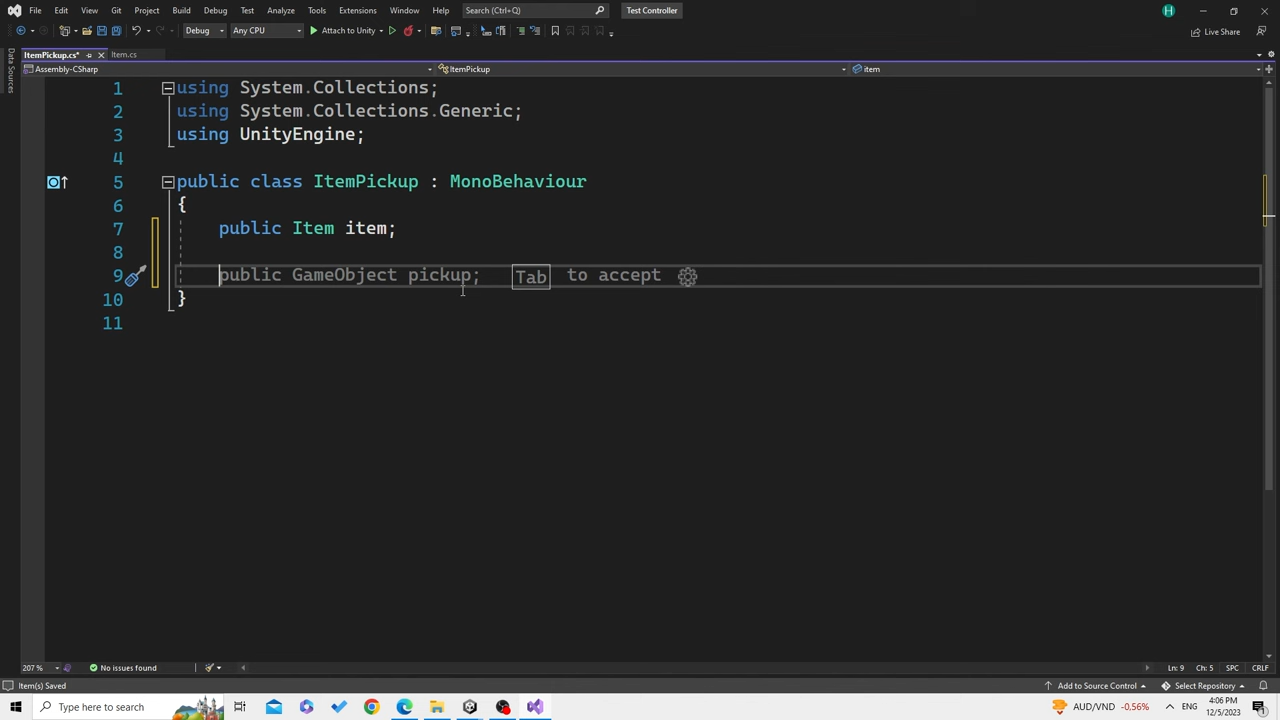 File Edit View Git Project Build Debug Test Analyze Tools Extensions Window Help Search (Ctrl+Q) Test Controller
Debug Any CPU Attach to Unity Live Share
ItemPickup.cs* Item.cs
Data Sources
Assembly-CSharp ItemPickup item
1 using System.Collections;
2 using System.Collections.Generic;
3 using UnityEngine;
4
5 public class ItemPickup : MonoBehaviour
6 {
7 public Item item;
8
9 public GameObject pickup; Tab to accept
10 }
11
207 % No issues found Ln: 9 Ch: 5 SPC CRLF
Item(s) Saved Add to Source Control Select Repository
Type here to search AUD/VND -0,56% ENG 4:06 PM
12/5/2023 1
H